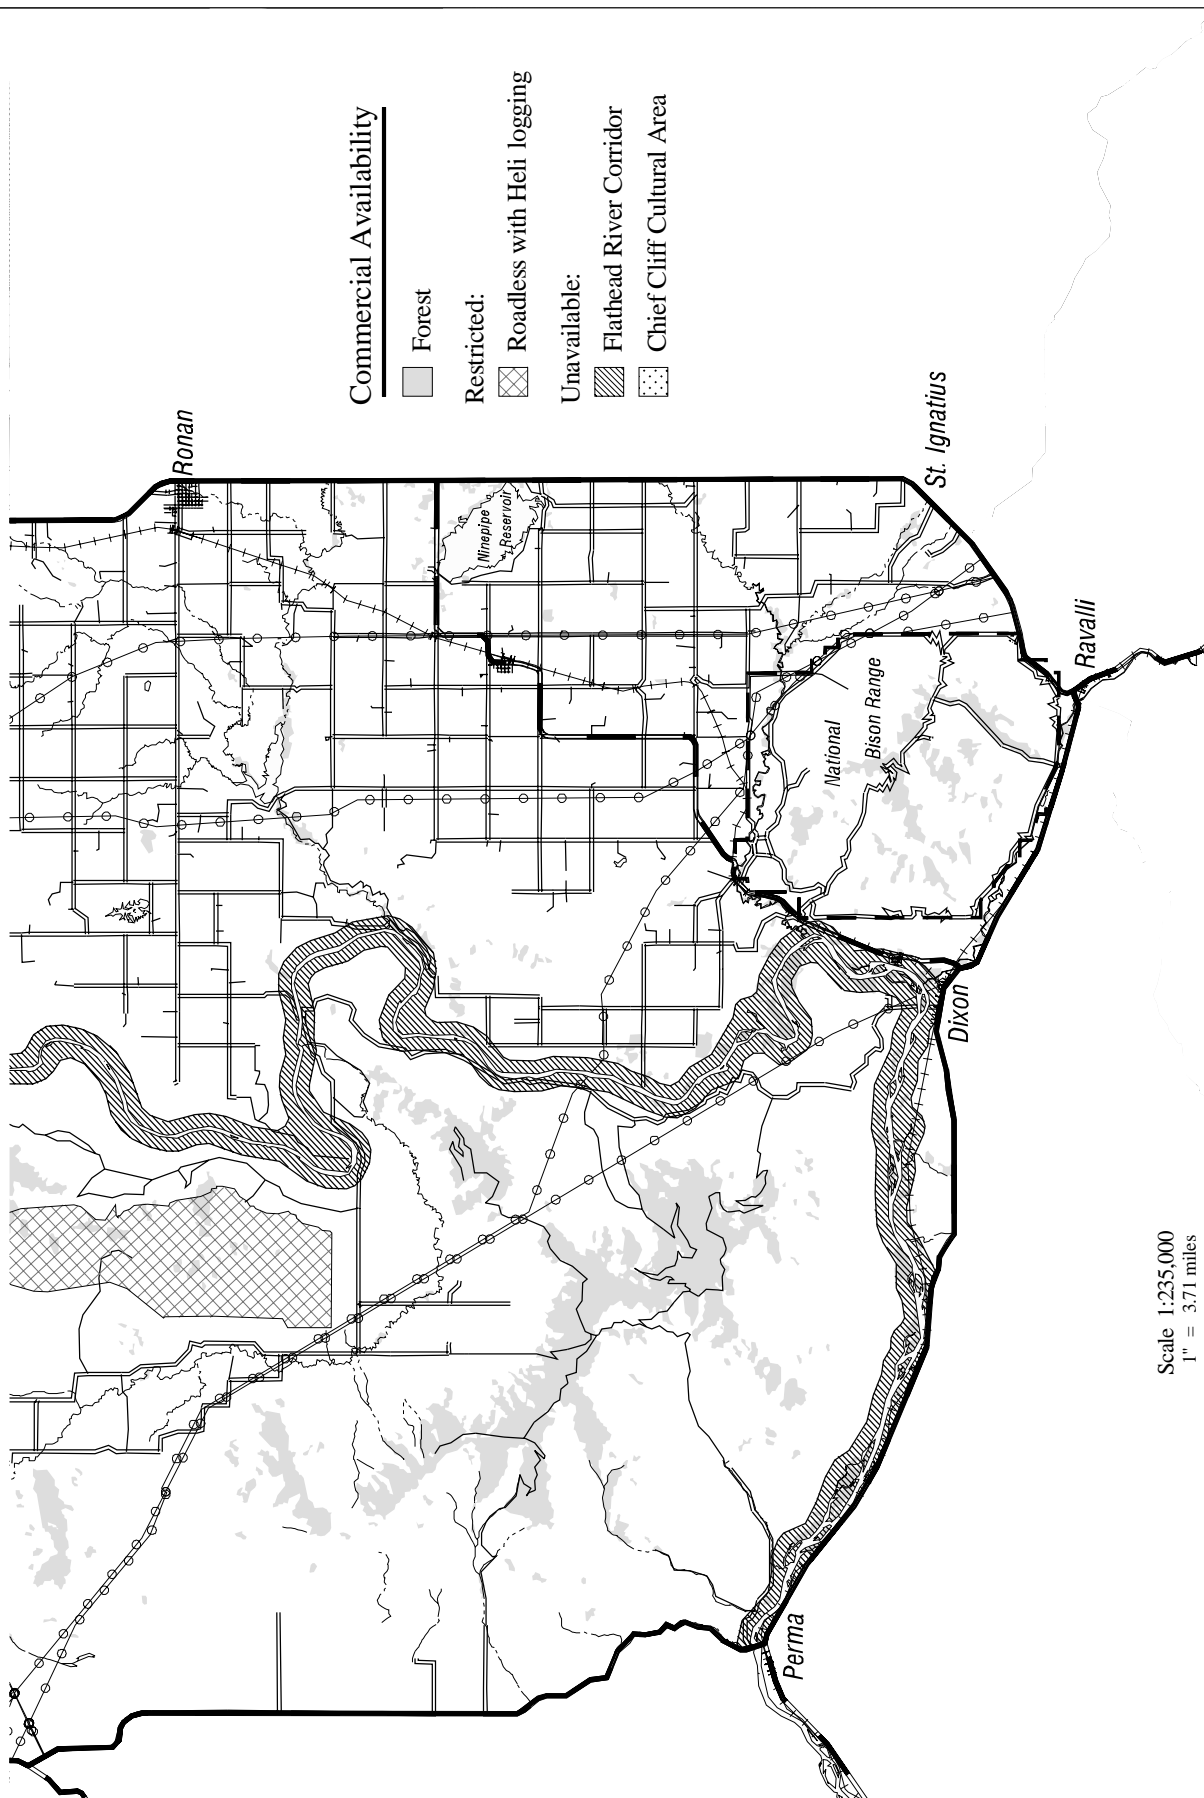 Commercial Availability
Forest
Restricted:
Roadless with Heli logging
Unavailable:
Flathead River Corridor
Chief Cliff Cultural Area
Ronan
Ninepipe
Reservoir
St. Ignatius
National
Bison Range
Ravalli
Dixon
Perma
Scale 1:235,000
1" = 3.71 miles